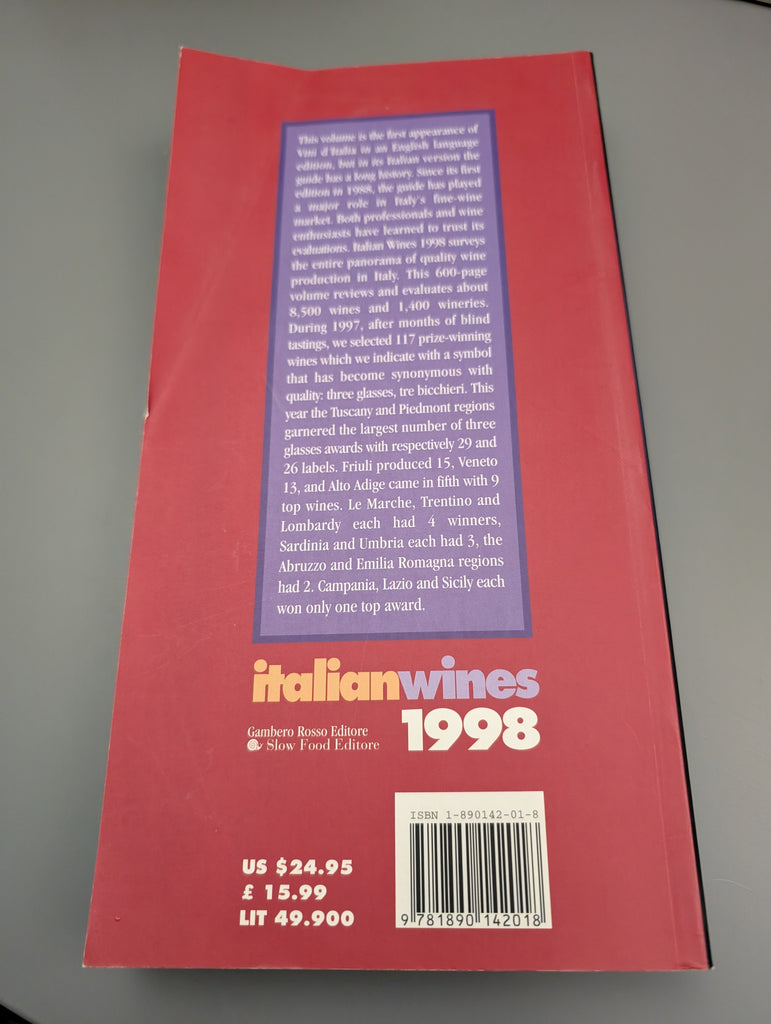 This volume is the first appearance of
Vini d'Italia in an English language
edition, but in its Italian version the
guide has a long history. Since its first
edition in 1988, the guide has played
a major role in Italy's fine-wine
market. Both professionals and wine
enthusiasts have learned to trust its
evaluations. Italian Wines 1998 surveys
the entire panorama of quality wine
production in Italy. This 600-page
volume reviews and evaluates about
8,500 wines and 1,400 wineries.
During 1997, after months of blind
tastings, we selected 117 prize-winning
wines which we indicate with a symbol
that has become synonymous with
quality: three glasses, tre bicchieri. This
year the Tuscany and Piedmont regions
garnered the largest number of three
glasses awards with respectively 29 and
26 labels. Friuli produced 15, Veneto
13, and Alto Adige came in fifth with 9
top wines. Le Marche, Trentino and
Lombardy each had 4 winners,
Sardinia and Umbria each had 3, the
Abruzzo and Emilia Romagna regions
had 2. Campania, Lazio and Sicily each
won only one top award.
italianwines
1998
Gambero Rosso Editore
Slow Food Editore
ISBN 1-890142-01-8
9 781890 142018
US $24.95
£ 15.99
LIT 49.900